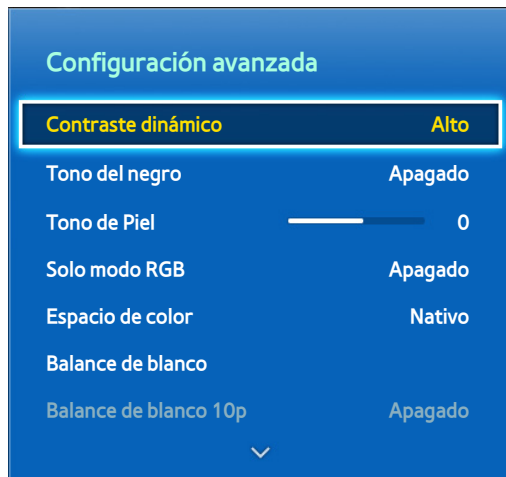 Configuración avanzada
Contraste dinámico Alto
Tono del negro Apagado
Tono de Piel 0
Solo modo RGB Apagado
Espacio de color Nativo
Balance de blanco
Balance de blanco 10p Apagado